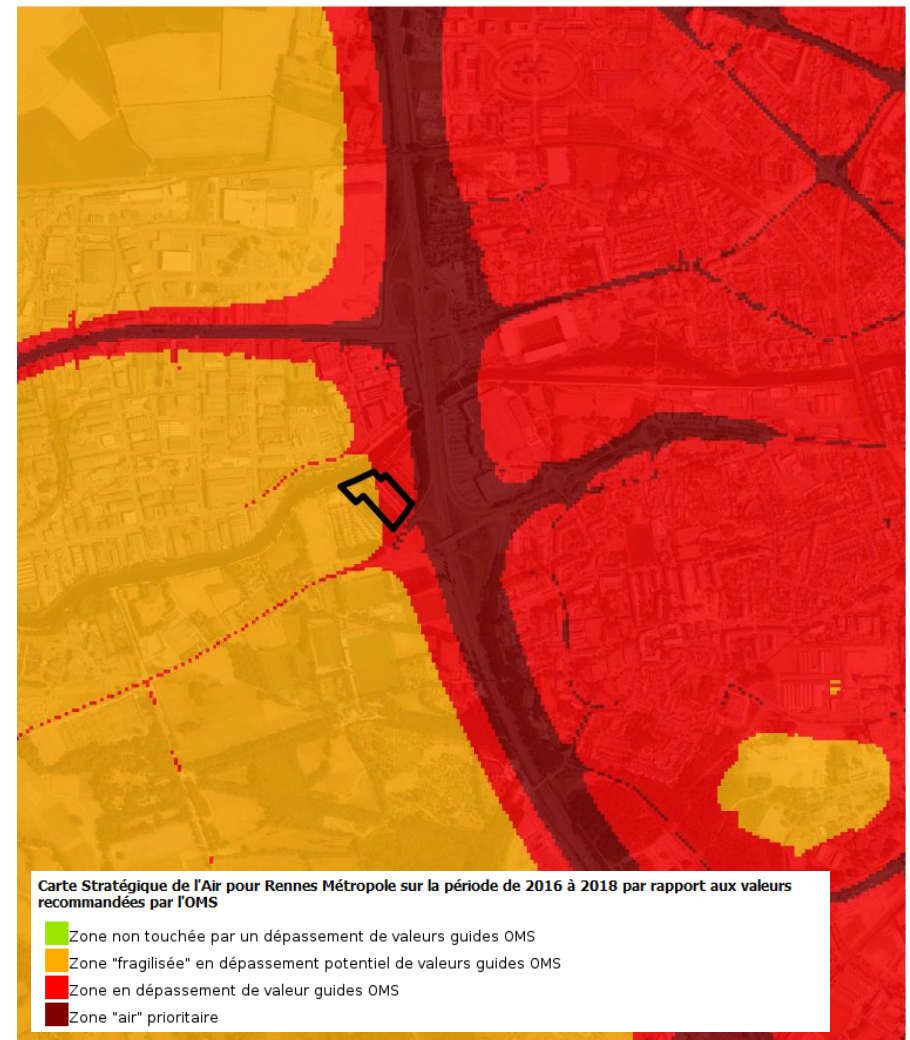 Carte Stratégique de l'Air pour Rennes Métropole sur la période de 2016 à 2018 par rapport aux valeurs
recommandées par l'OMS
Zone non touchée par un dépassement de valeurs guides OMS
Zone "fragilisée" en dépassement potentiel de valeurs guides OMS
Zone en dépassement de valeur guides OMS
Zone "air" prioritaire